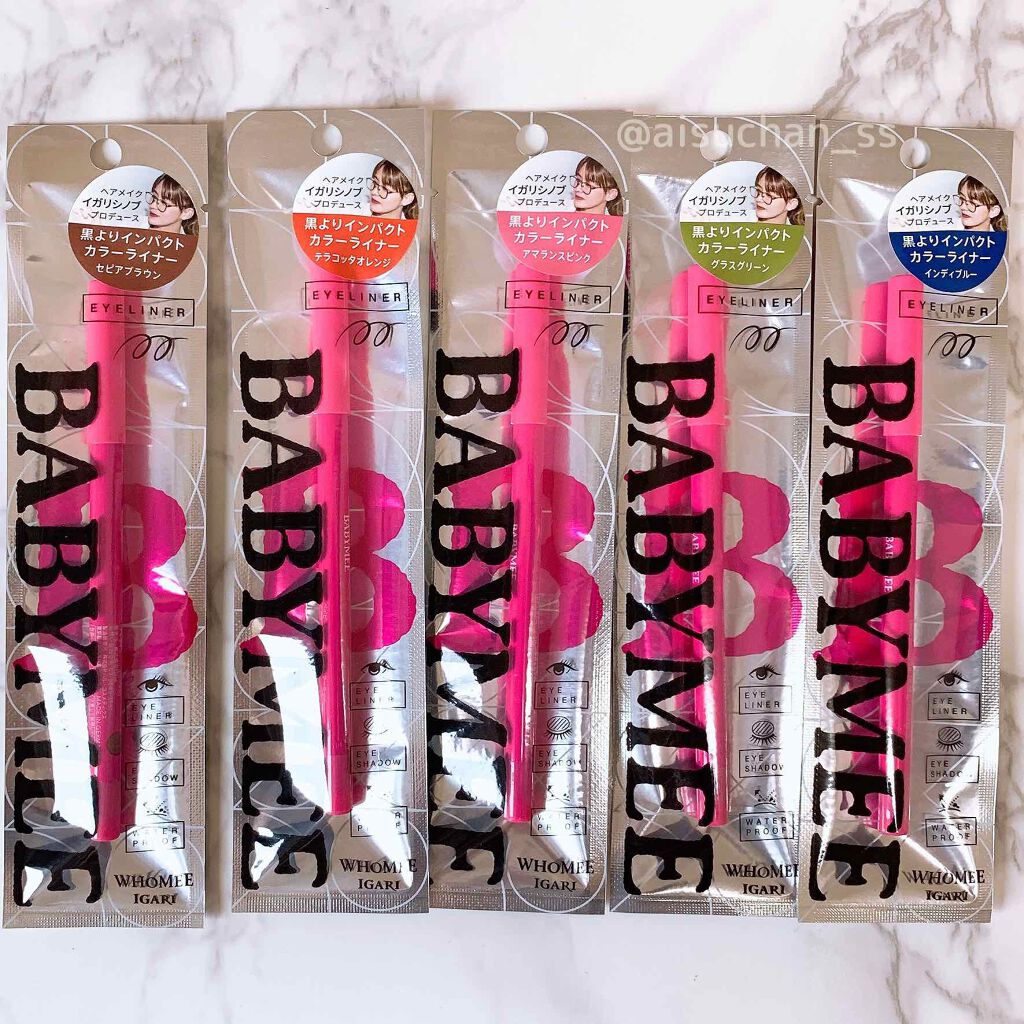 @aisuchan_ss
ヘアメイク
イガリシノブ
プロデュース
黒よりインパクト
カラーライナー
セピアブラウン
EYELINER
BABYMEE
EYE
LINER
EYE
SHADOW
WATER
PROOF
WHOMEE
IGARI
ヘアメイク
イガリシノブ
プロデュース
黒よりインパクト
カラーライナー
テラコッタオレンジ
EYELINER
BABYMEE
BABYMEE
EYE
LINER
EYE
SHADOW
PROOF
WHOMEE
IGARI
ヘアメイク
イガリシノブ
プロデュース
黒よりインパクト
カラーライナー
アマランスピンク
EYELINER
BABYMEE
BABYMEE
EYE
LINER
EYE
SHADOW
WATER
PROOF
WHOMEE
IGARI
ヘアメイク
イガリシノブ
プロデュース
黒よりインパクト
カラーライナー
グラスグリーン
EYELINER
BABYMEE
BABYMEE
EYE
LINER
EYE
SHADOW
WATER
PROOF
WHOMEE
IGARI
ヘアメイク
イガリシノブ
プロデュース
黒よりインパクト
カラーライナー
インディブルー
EYELINER
BABYMEE
BABYMEE
EYE
LINER
EYE
SHADOW
WATER
PROOF
WHOMEE
IGARI